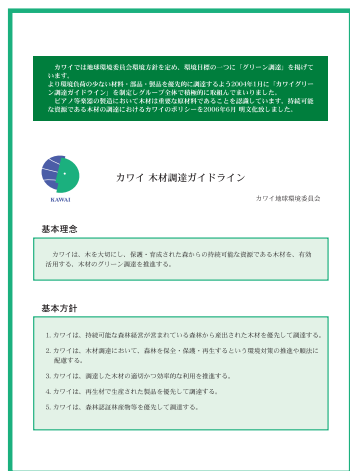 カワイでは地球環境委員会環境方針を定め、環境目標の一つに「グリーン調達」を掲げて
います。
より環境負荷の少ない材料・部品・製品を優先的に調達するよう2004年1月に「カワイグリー
ン調達ガイドライン」を制定しグループ全体で積極的に取組んでまいりました。
ピアノ等楽器の製造において木材は重要な原材料であることを認識しています。持続可能
な資源である木材の調達におけるカワイのポリシーを2006年6月 明文化致しました。
KAWAI
カワイ 木材調達ガイドライン
カワイ地球環境委員会
基本理念
カワイは、木を大切にし、保護・育成された森からの持続可能な資源である木材を、有効
活用する、木材のグリーン調達を推進する。
基本方針
1. カワイは、持続可能な森林経営が営まれている森林から産出された木材を優先して調達する。
2. カワイは、木材調達において、森林を保全・保護・再生するという環境対策の推進や順法に
配慮する。
3. カワイは、調達した木材の適切かつ効率的な利用を推進する。
4. カワイは、再生材で生産された製品を優先して調達する。
5. カワイは、森林認証林産物等を優先して調達する。